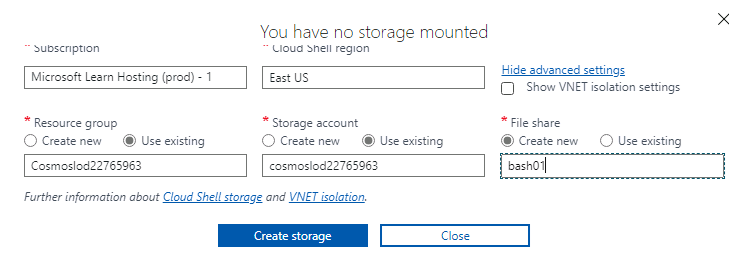 You have no storage mounted
* Subscription
* Cloud Shell region
Microsoft Learn Hosting (prod) - 1
East US
Hide advanced settings
Show VNET isolation settings
* Resource group
* Storage account
* File share
Create new
Use existing
Create new
Use existing
Create new
Use existing
Cosmoslod22765963
cosmoslod22765963
bash01
Further information about Cloud Shell storage and VNET isolation.
Create storage
Close